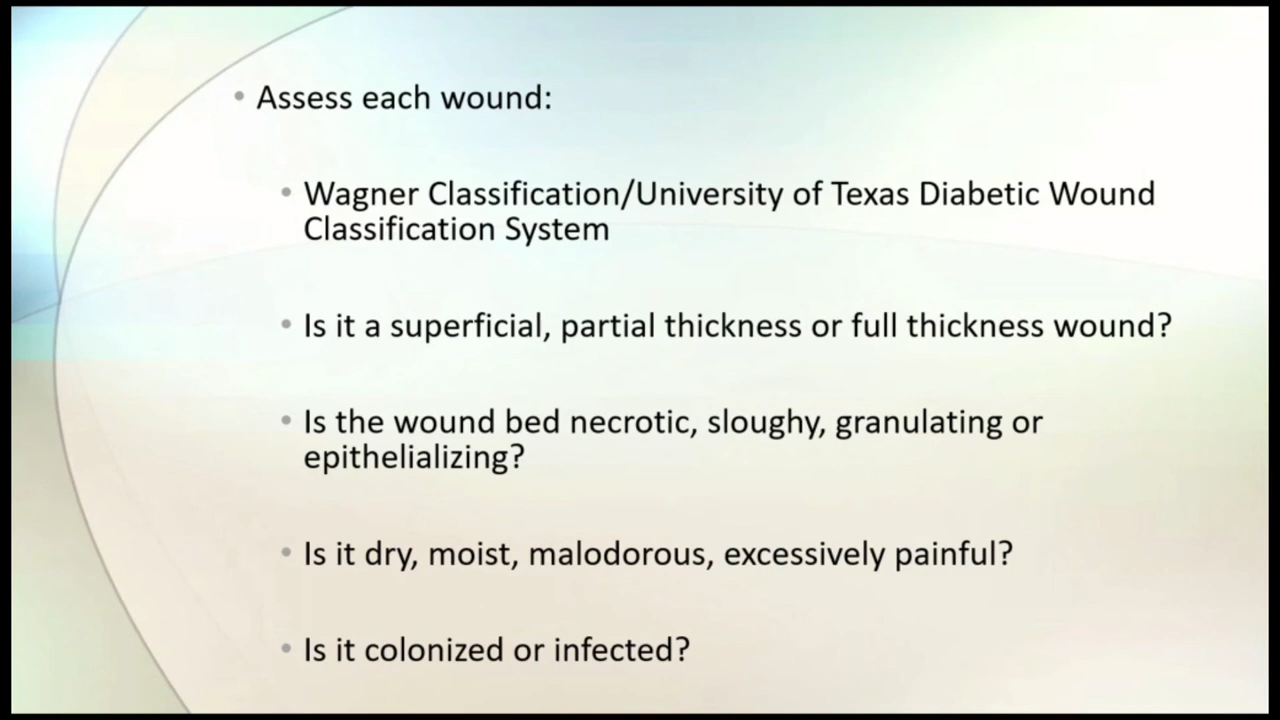 • Assess each wound:
• Wagner Classification/University of Texas Diabetic Wound
Classification System
• Is it a superficial, partial thickness or full thickness wound?
• Is the wound bed necrotic, sloughy, granulating or
epithelializing?
• Is it dry, moist, malodorous, excessively painful?
• Is it colonized or infected?